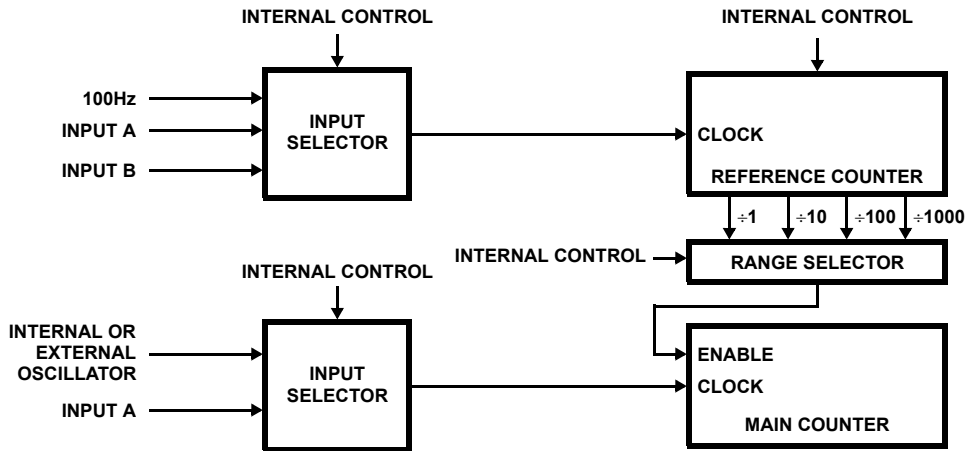 INTERNAL CONTROL
100Hz
INPUT A
INPUT B
INPUT
SELECTOR
INTERNAL CONTROL
CLOCK
REFERENCE COUNTER
÷1
÷10
÷100
÷1000
INTERNAL CONTROL
RANGE SELECTOR
INTERNAL CONTROL
INTERNAL OR
EXTERNAL
OSCILLATOR
INPUT A
INPUT
SELECTOR
ENABLE
CLOCK
MAIN COUNTER